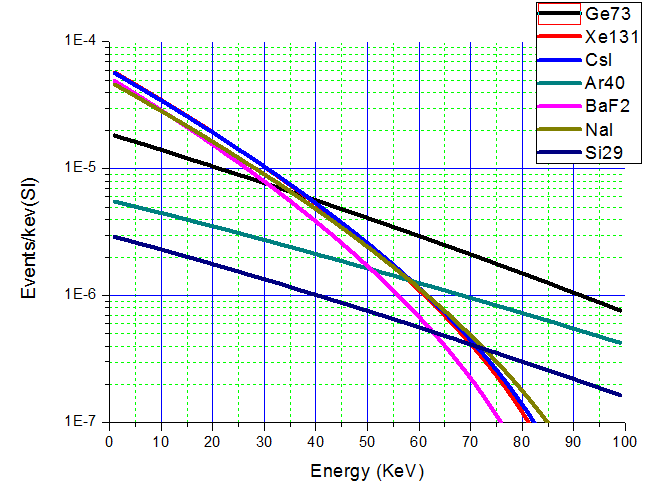 Ge73
Xe131
CsI
Ar40
BaF2
NaI
Si29
1E-4
1E-5
1E-6
1E-7
Events/kev(SI)
0 10 20 30 40 50 60 70 80 90 100
Energy (KeV)